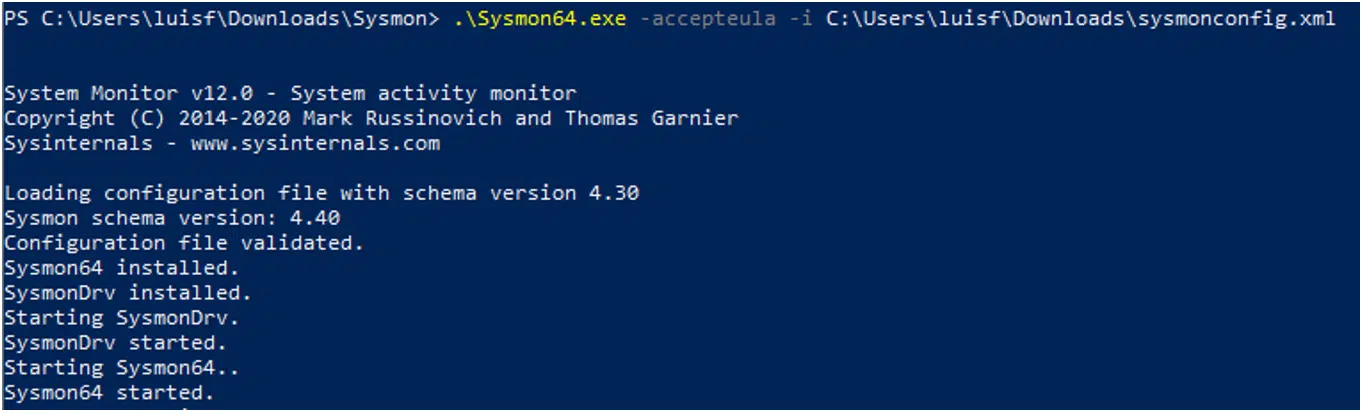 PS C:\Users\luisf\Downloads\Sysmon> .\Sysmon64.exe -accepteula -i C:\Users\luisf\Downloads\sysmonconfig.xml
System Monitor v12.0 - System activity monitor
Copyright (C) 2014-2020 Mark Russinovich and Thomas Garnier
Sysinternals - www.sysinternals.com
Loading configuration file with schema version 4.30
Sysmon schema version: 4.40
Configuration file validated.
Sysmon64 installed.
SysmonDrv installed.
Starting SysmonDrv.
SysmonDrv started.
Starting Sysmon64..
Sysmon64 started.